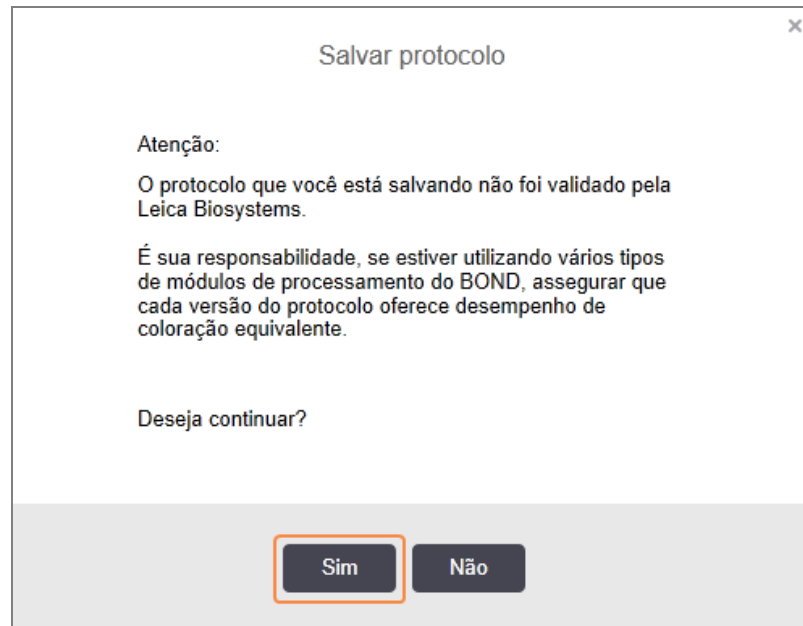 Salvar protocolo
Atenção:
O protocolo que você está salvando não foi validado pela
Leica Biosystems.
É sua responsabilidade, se estiver utilizando vários tipos
de módulos de processamento do BOND, assegurar que
cada versão do protocolo oferece desempenho de
coloração equivalente.
Deseja continuar?
Sim Não